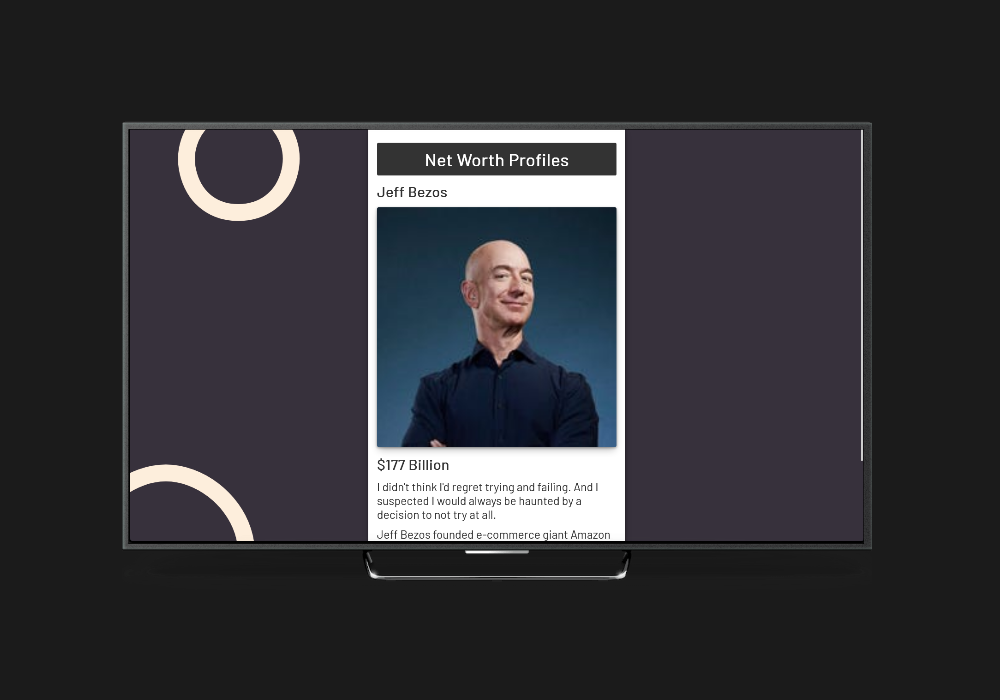 Net Worth Profiles
Jeff Bezos
$177 Billion
I didn't think I'd regret trying and failing. And I
suspected I would always be haunted by a
decision to not try at all.
Jeff Bezos founded e-commerce giant Amazon